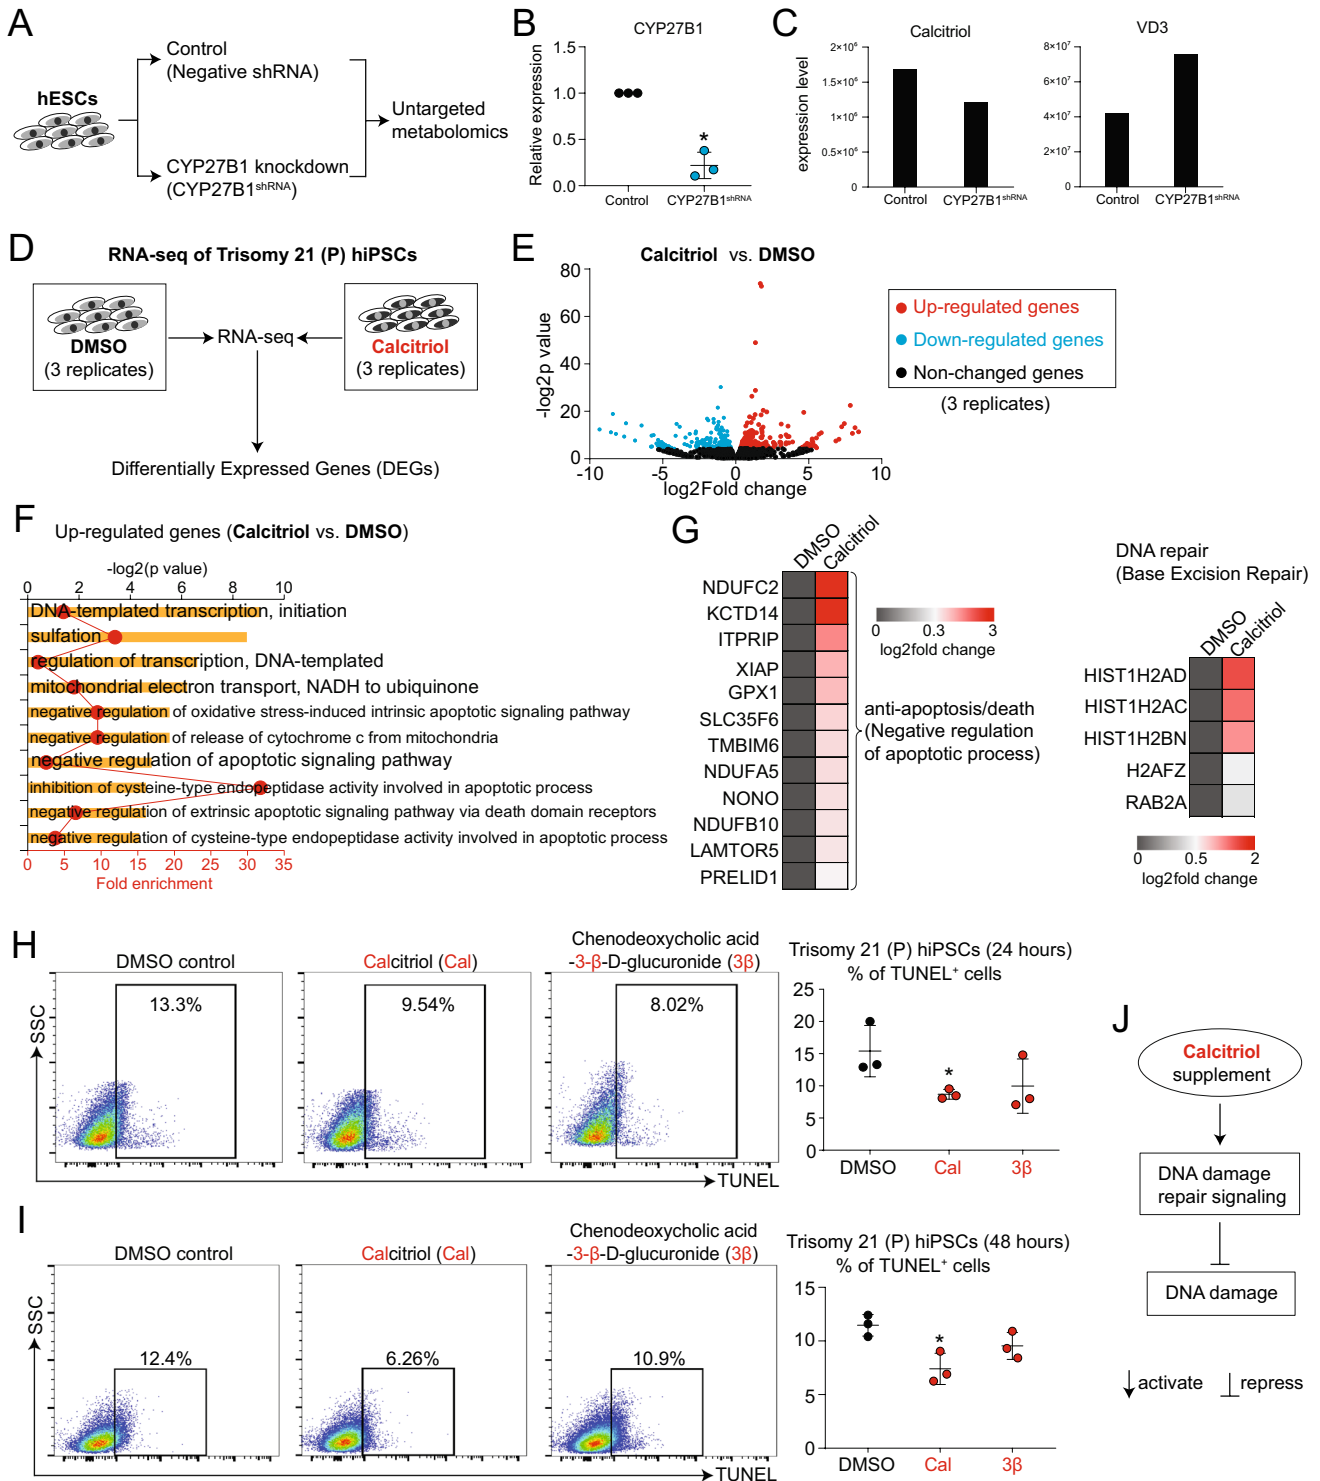 A
hESCs
Control
(Negative shRNA)
CYP27B1 knockdown
(CYP27B1shRNA)
Untargeted
metabolomics
B
CYP27B1
Relative expression
1.5
1.0
0.5
0.0
*
Control
CYP27B1shRNA
C
Calcitriol
expression level
2×10⁶
1.5×10⁶
1×10⁶
0.5×10⁶
0
Control
CYP27B1shRNA
VD3
8×10⁷
6×10⁷
4×10⁷
2×10⁷
0
Control
CYP27B1shRNA
D
RNA-seq of Trisomy 21 (P) hiPSCs
DMSO
(3 replicates)
RNA-seq
Calcitriol
(3 replicates)
Differentially Expressed Genes (DEGs)
E
Calcitriol vs. DMSO
-log2p value
80
60
40
20
0
-10
-5
0
5
10
log2Fold change
Up-regulated genes
Down-regulated genes
Non-changed genes
(3 replicates)
F
Up-regulated genes (Calcitriol vs. DMSO)
-log2(p value)
0 2 4 6 8 10
DNA-templated transcription, initiation
sulfation
regulation of transcription, DNA-templated
mitochondrial electron transport, NADH to ubiquinone
negative regulation of oxidative stress-induced intrinsic apoptotic signaling pathway
negative regulation of release of cytochrome c from mitochondria
negative regulation of apoptotic signaling pathway
inhibition of cysteine-type endopeptidase activity involved in apoptotic process
negative regulation of extrinsic apoptotic signaling pathway via death domain receptors
negative regulation of cysteine-type endopeptidase activity involved in apoptotic process
0 5 10 15 20 25 30 35
Fold enrichment
G
DMSO
Calcitriol
NDUFC2
KCTD14
ITPRIP
XIAP
GPX1
SLC35F6
TMBIM6
NDUFA5
NONO
NDUFB10
LAMTOR5
PRELID1
0 0.3 3
log2fold change
anti-apoptosis/death
(Negative regulation
of apoptotic process)
DNA repair
(Base Excision Repair)
DMSO
Calcitriol
HIST1H2AD
HIST1H2AC
HIST1H2BN
H2AFZ
RAB2A
0 0.5 2
log2fold change
H
SSC
DMSO control
13.3%
Calcitriol (Cal)
9.54%
Chenodeoxycholic acid
-3-β-D-glucuronide (3β)
8.02%
TUNEL
Trisomy 21 (P) hiPSCs (24 hours)
% of TUNEL⁺ cells
25
20
15
10
5
0
*
DMSO
Cal
3β
I
SSC
DMSO control
12.4%
Calcitriol (Cal)
6.26%
Chenodeoxycholic acid
-3-β-D-glucuronide (3β)
10.9%
TUNEL
Trisomy 21 (P) hiPSCs (48 hours)
% of TUNEL⁺ cells
15
10
5
0
*
DMSO
Cal
3β
J
Calcitriol
supplement
DNA damage
repair signaling
DNA damage
activate
repress